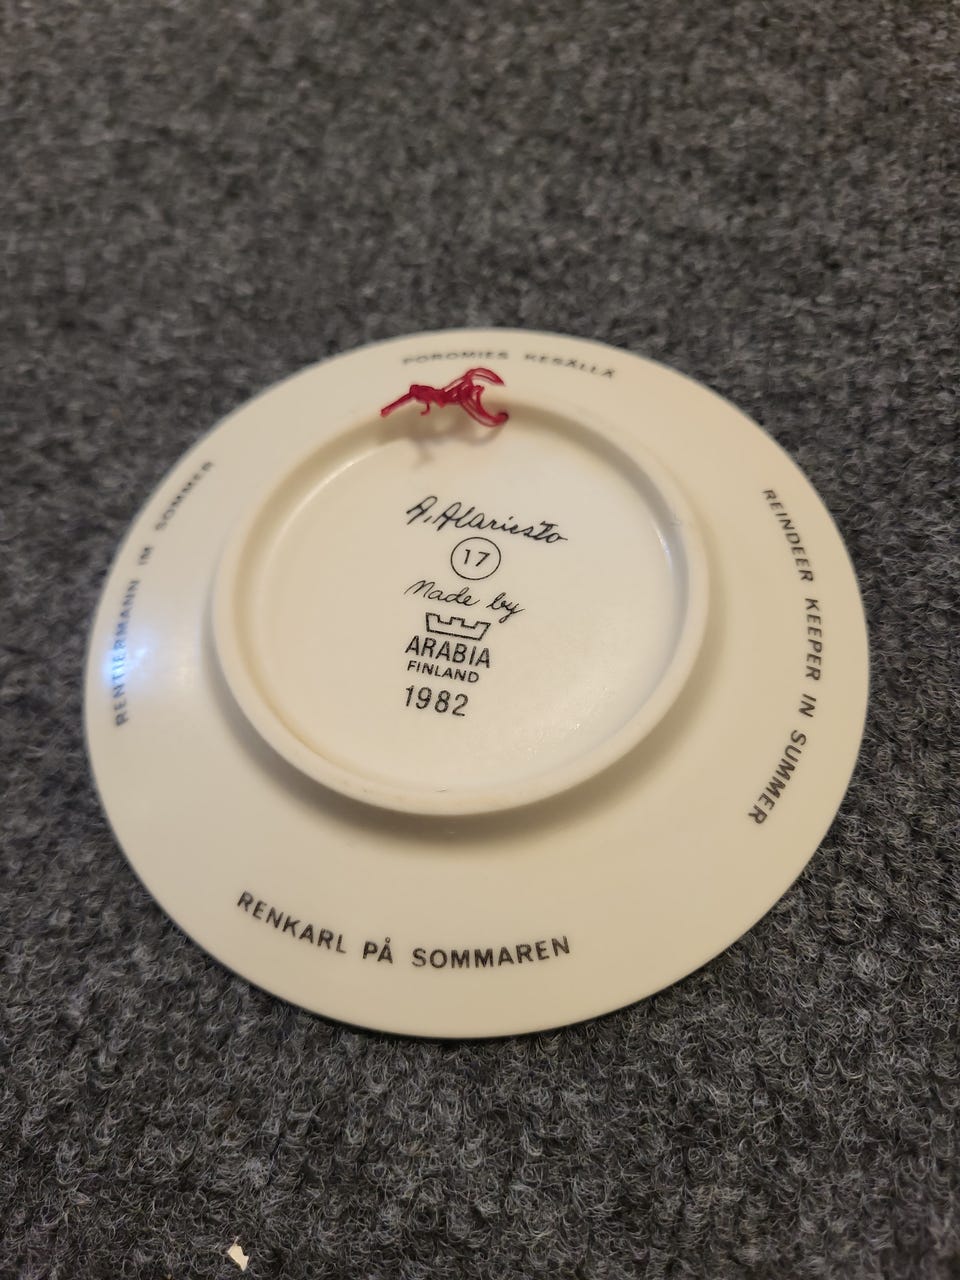 POROMIES KESÄLLÄ
REINDEER KEEPER IN SUMMER
RENKARL PÅ SOMMAREN
RENTIERMANN IM SOMMER
A. Alariesto
17
Made by
ARABIA
FINLAND
1982